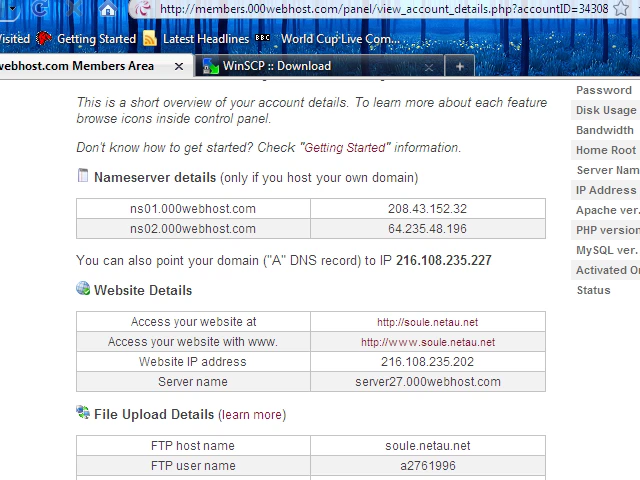 http://members.000webhost.com/panel/view_account_details.php?accountID=34308
Visited Getting Started Latest Headlines BBC World Cup Live Com...
webhost.com Members Area WinSCP :: Download
This is a short overview of your account details. To learn more about each feature
browse icons inside control panel.
Don't know how to get started? Check "Getting Started" information.
Nameserver details (only if you host your own domain)
ns01.000webhost.com 208.43.152.32
ns02.000webhost.com 64.235.48.196
You can also point your domain ("A" DNS record) to IP 216.108.235.227
Website Details
Access your website at http://soule.netau.net
Access your website with www. http://www.soule.netau.net
Website IP address 216.108.235.202
Server name server27.000webhost.com
File Upload Details (learn more)
FTP host name soule.netau.net
FTP user name a2761996
Password
Disk Usage
Bandwidth
Home Root
Server Nam
IP Address
Apache ver.
PHP version
MySQL ver.
Activated On
Status